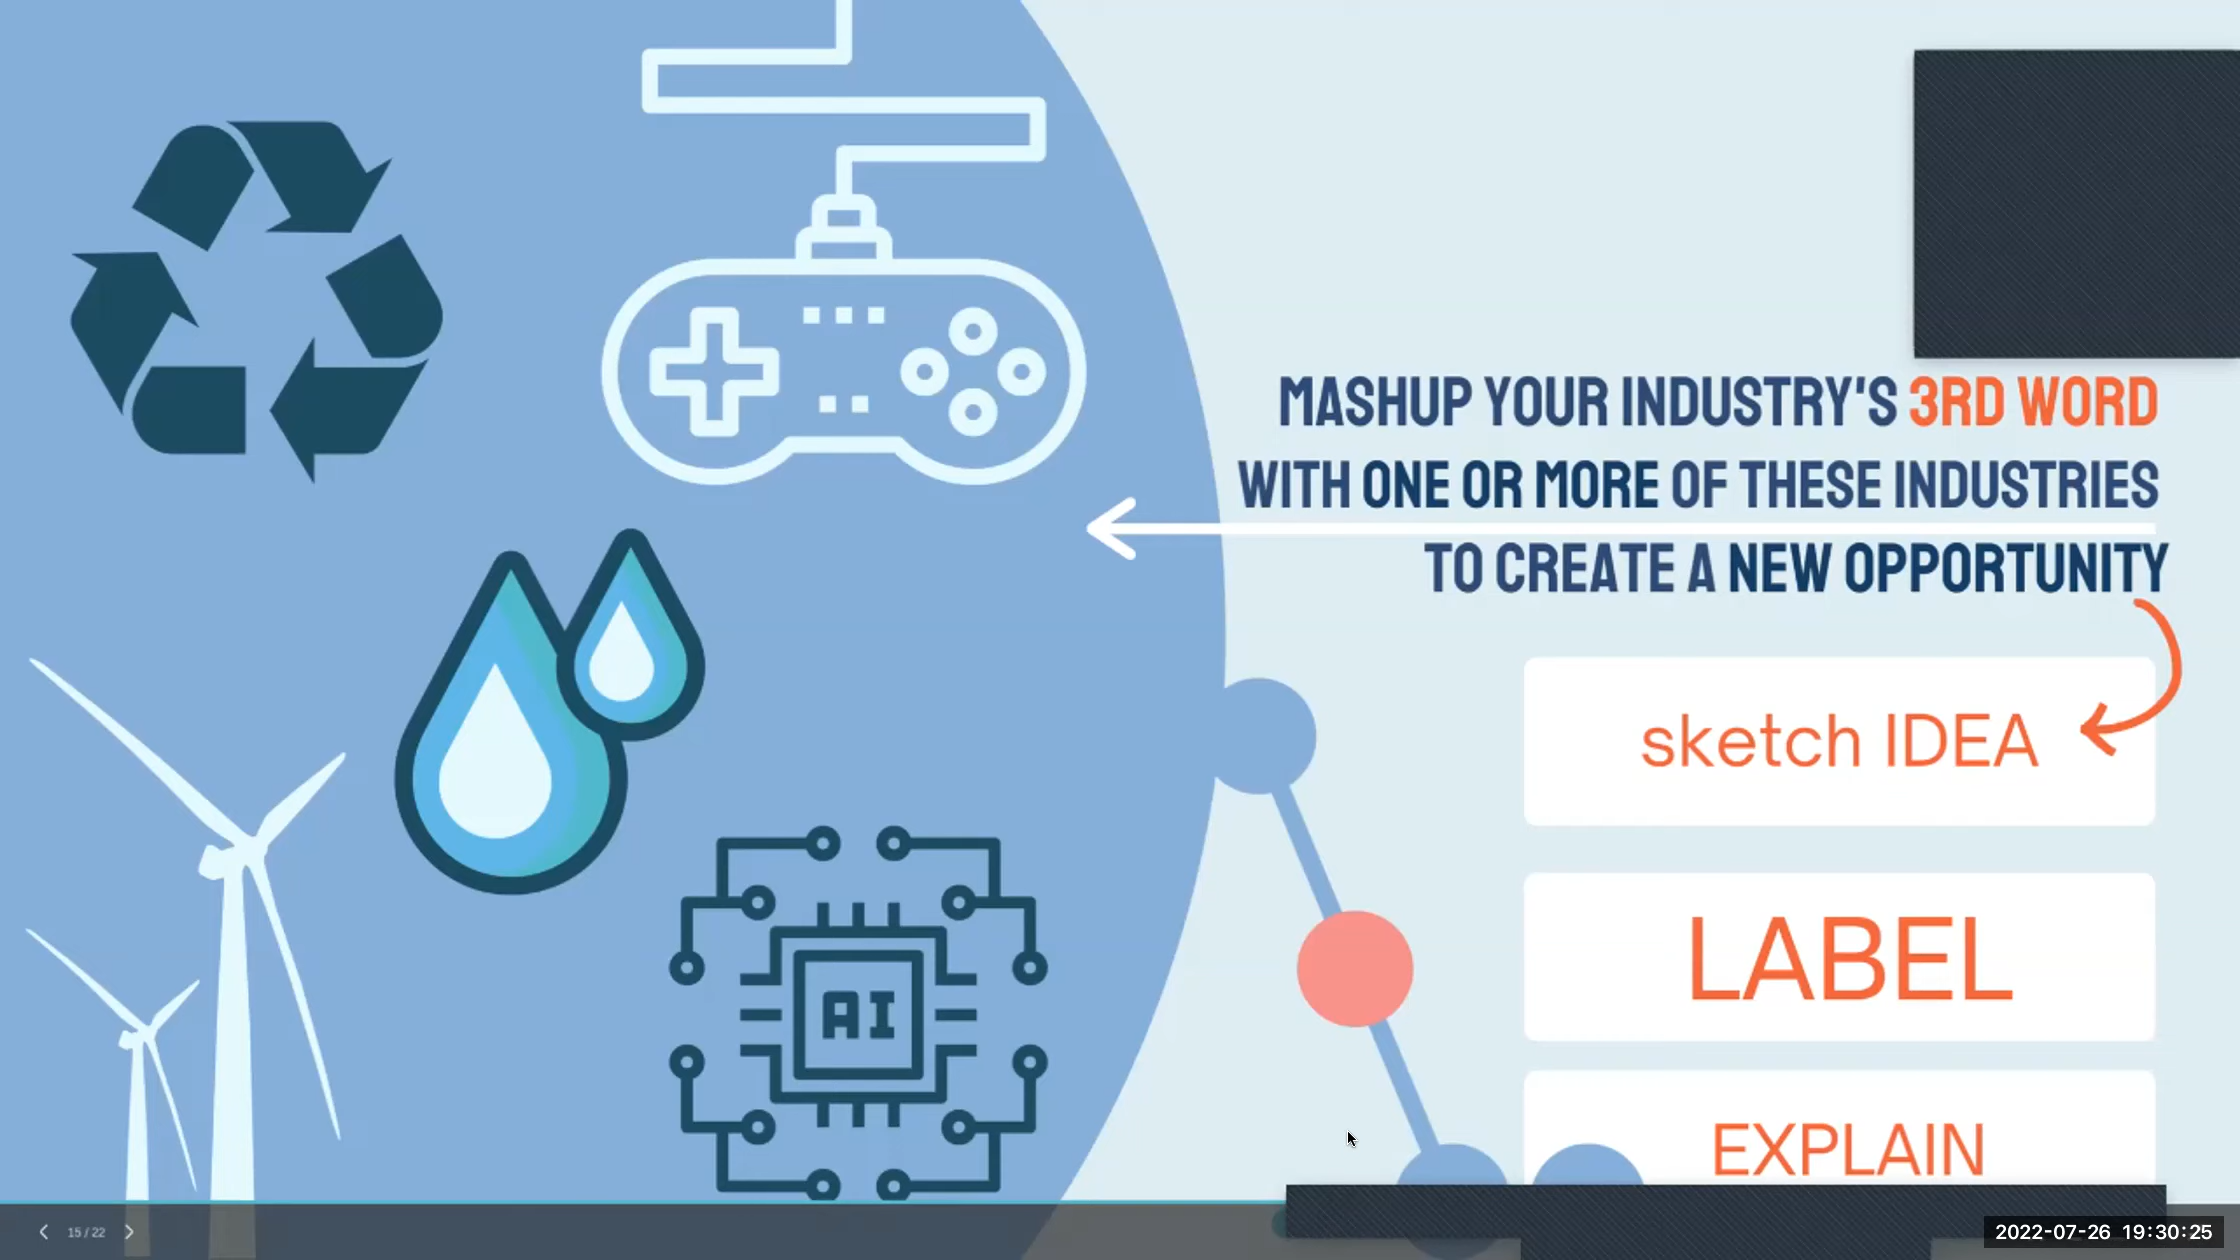 MASHUP YOUR INDUSTRY'S 3RD WORD
WITH ONE OR MORE OF THESE INDUSTRIES
TO CREATE A NEW OPPORTUNITY
sketch IDEA
LABEL
EXPLAIN
AI
15 / 22
2022-07-26 19:30:25